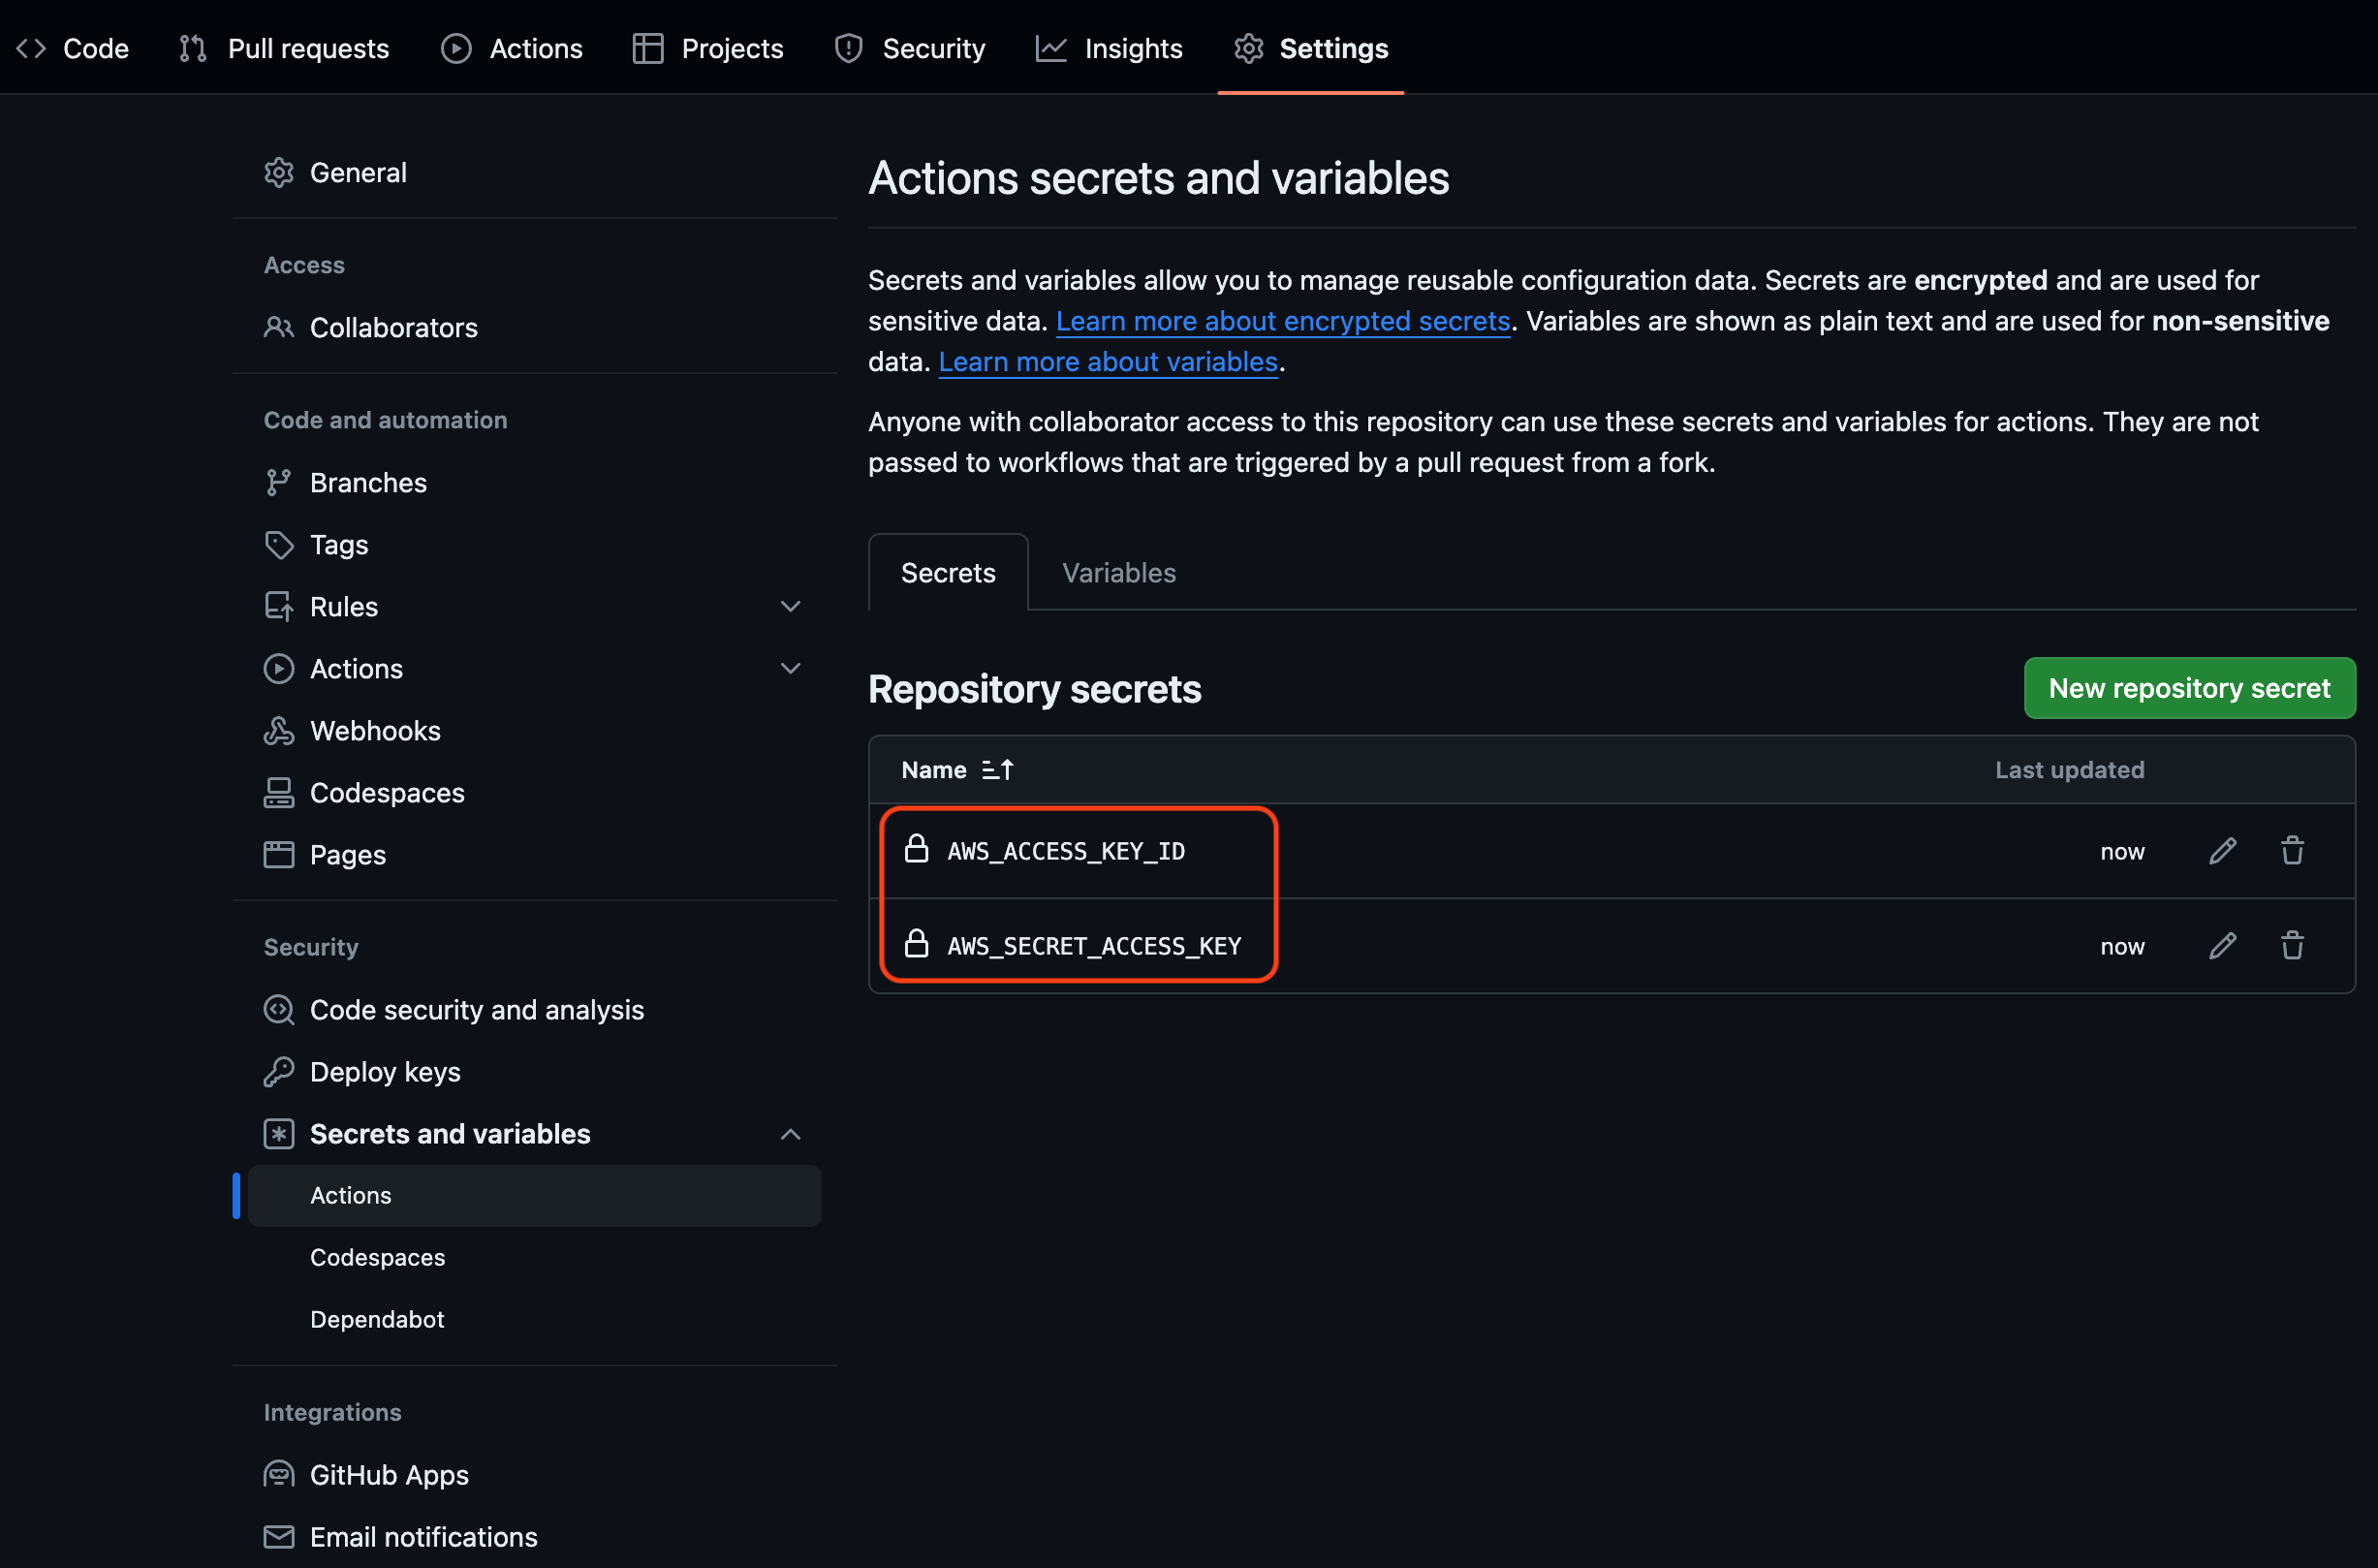 Code Pull requests Actions Projects Security Insights Settings
General
Access
Collaborators
Code and automation
Branches
Tags
Rules
Actions
Webhooks
Codespaces
Pages
Security
Code security and analysis
Deploy keys
Secrets and variables
Actions
Codespaces
Dependabot
Integrations
GitHub Apps
Email notifications
Actions secrets and variables
Secrets and variables allow you to manage reusable configuration data. Secrets are encrypted and are used for
sensitive data. Learn more about encrypted secrets. Variables are shown as plain text and are used for non-sensitive
data. Learn more about variables.
Anyone with collaborator access to this repository can use these secrets and variables for actions. They are not
passed to workflows that are triggered by a pull request from a fork.
Secrets Variables
Repository secrets New repository secret
Name Last updated
AWS_ACCESS_KEY_ID now
AWS_SECRET_ACCESS_KEY now